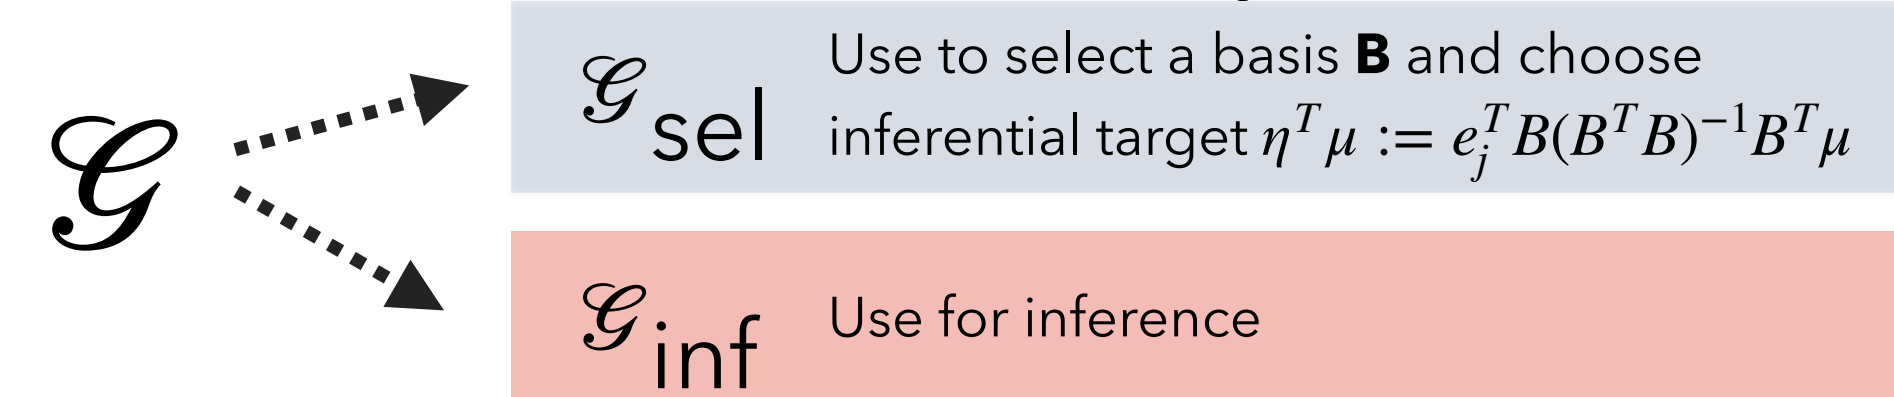 𝒢
𝒢sel
Use to select a basis B and choose
inferential target η^T μ := e_j^T B(B^T B)^{-1} B^T μ
𝒢inf
Use for inference